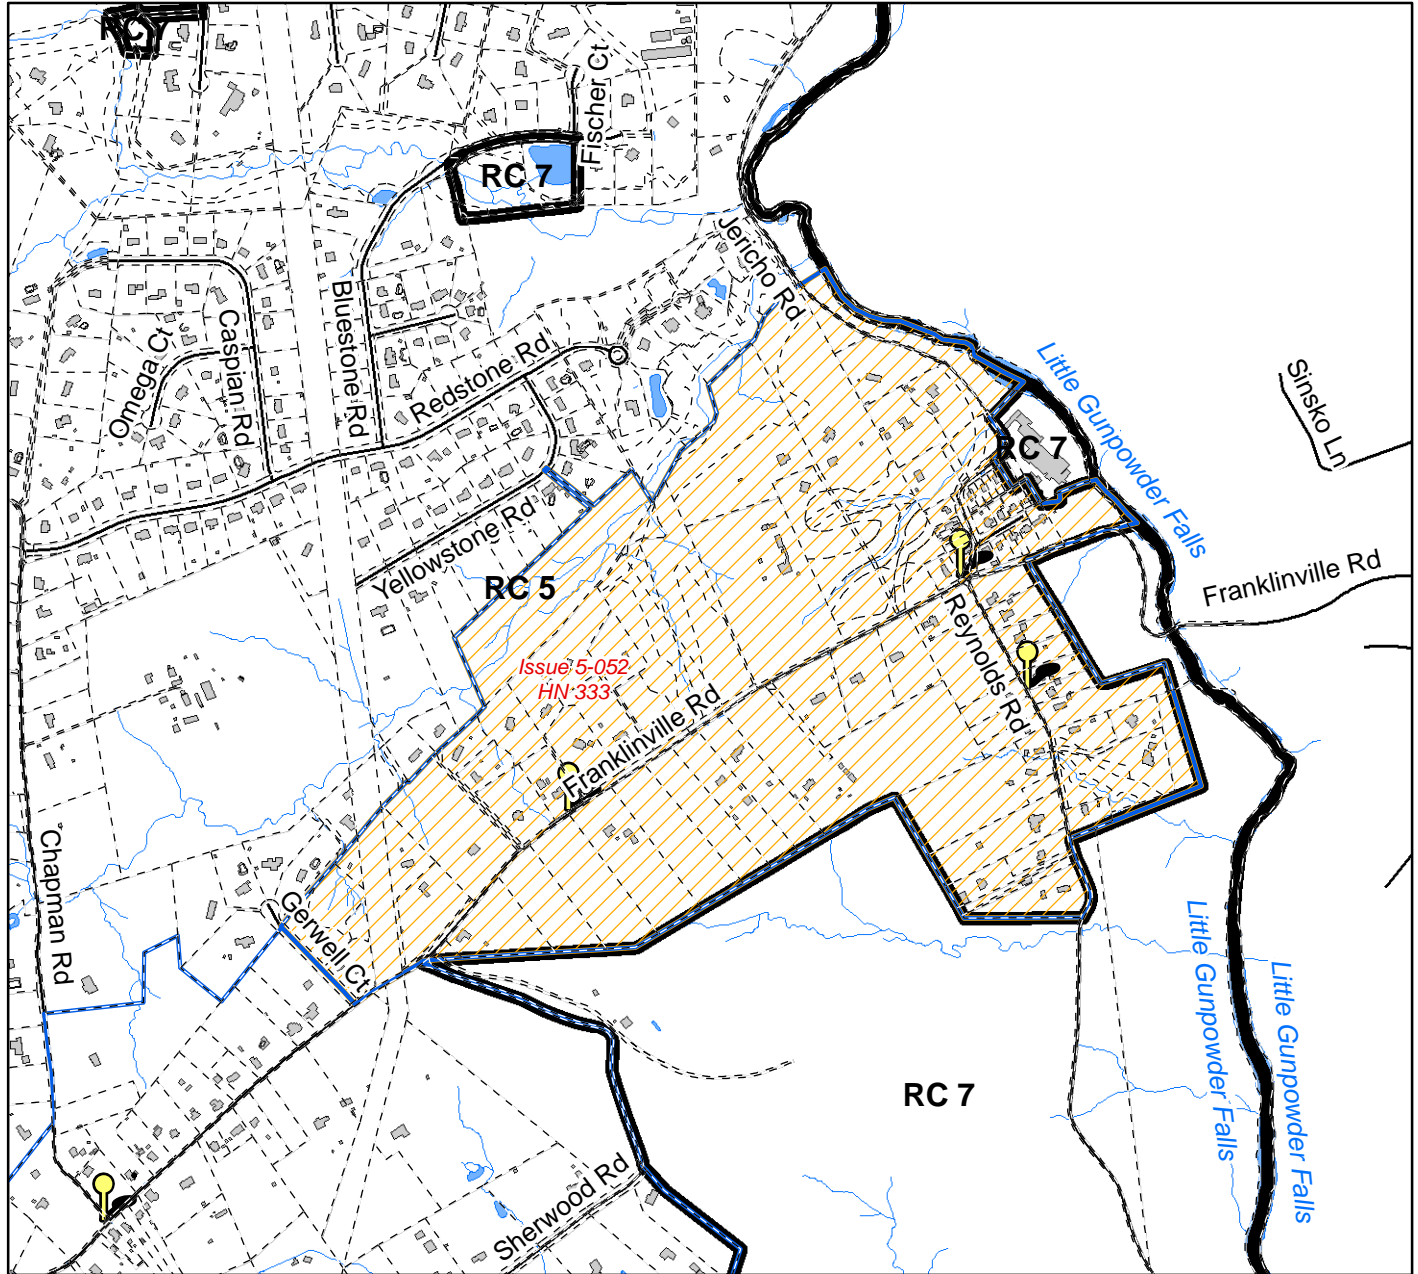 RC 7
Fischer Ct
RC 7
Jericho Rd
Omega Ct
Caspian Rd
Bluestone Rd
Redstone Rd
Little Gunpowder Falls
Sinsko Ln
RC 7
Yellowstone Rd
RC 5
Franklinville Rd
Reynolds Rd
Issue 5-052
HN 333
Franklinville Rd
Chapman Rd
Gerwell Ct
Little Gunpowder Falls
Little Gunpowder Falls
RC 7
Sherwood Rd